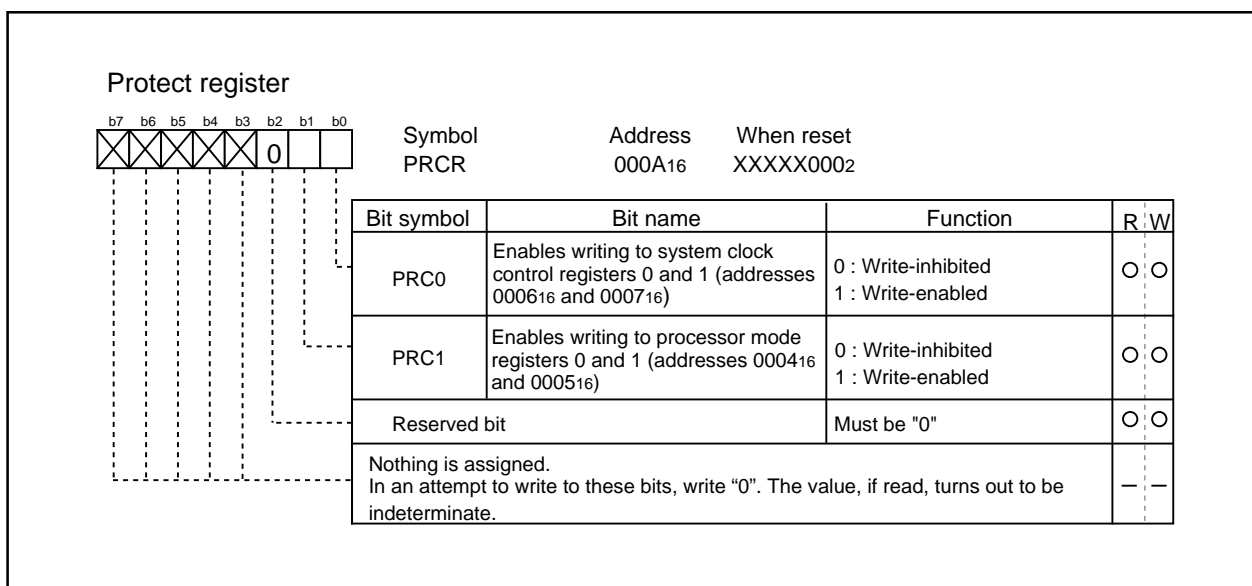 Protect register
b7 b6 b5 b4 b3 b2 b1 b0
0
Symbol Address When reset
PRCR 000A16 XXXXX0002
Bit symbol Bit name Function R W
PRC0
Enables writing to system clock
control registers 0 and 1 (addresses
000616 and 000716)
0 : Write-inhibited
1 : Write-enabled
PRC1
Enables writing to processor mode
registers 0 and 1 (addresses 000416
and 000516)
0 : Write-inhibited
1 : Write-enabled
Reserved bit Must be "0"
Nothing is assigned.
In an attempt to write to these bits, write “0”. The value, if read, turns out to be
indeterminate.